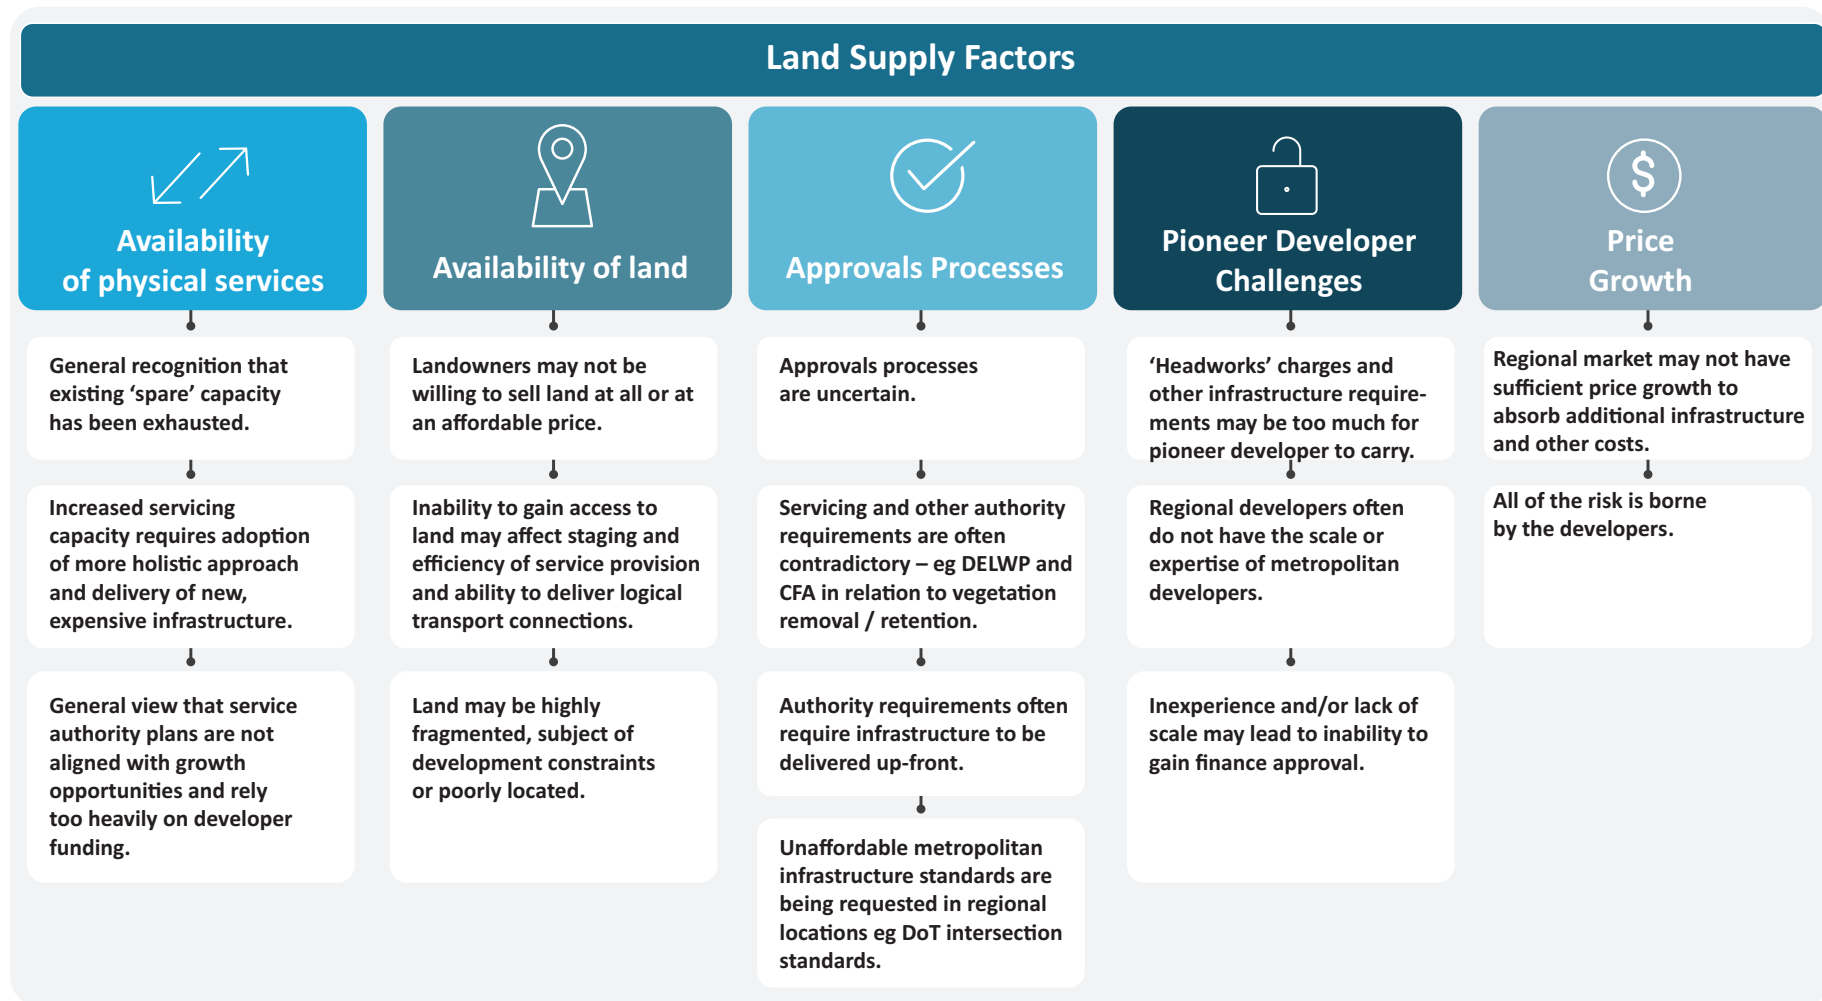 Land Supply Factors
Availability
of physical services
General recognition that
existing ‘spare’ capacity
has been exhausted.
Increased servicing
capacity requires adoption
of more holistic approach
and delivery of new,
expensive infrastructure.
General view that service
authority plans are not
aligned with growth
opportunities and rely
too heavily on developer
funding.
Availability of land
Landowners may not be
willing to sell land at all or at
an affordable price.
Inability to gain access to
land may affect staging and
efficiency of service provision
and ability to deliver logical
transport connections.
Land may be highly
fragmented, subject of
development constraints
or poorly located.
Approvals Processes
Approvals processes
are uncertain.
Servicing and other authority
requirements are often
contradictory – eg DELWP and
CFA in relation to vegetation
removal / retention.
Authority requirements often
require infrastructure to be
delivered up-front.
Unaffordable metropolitan
infrastructure standards are
being requested in regional
locations eg DoT intersection
standards.
Pioneer Developer
Challenges
‘Headworks’ charges and
other infrastructure require-
ments may be too much for
pioneer developer to carry.
Regional developers often
do not have the scale or
expertise of metropolitan
developers.
Inexperience and/or lack of
scale may lead to inability to
gain finance approval.
$
Price
Growth
Regional market may not have
sufficient price growth to
absorb additional infrastructure
and other costs.
All of the risk is borne
by the developers.